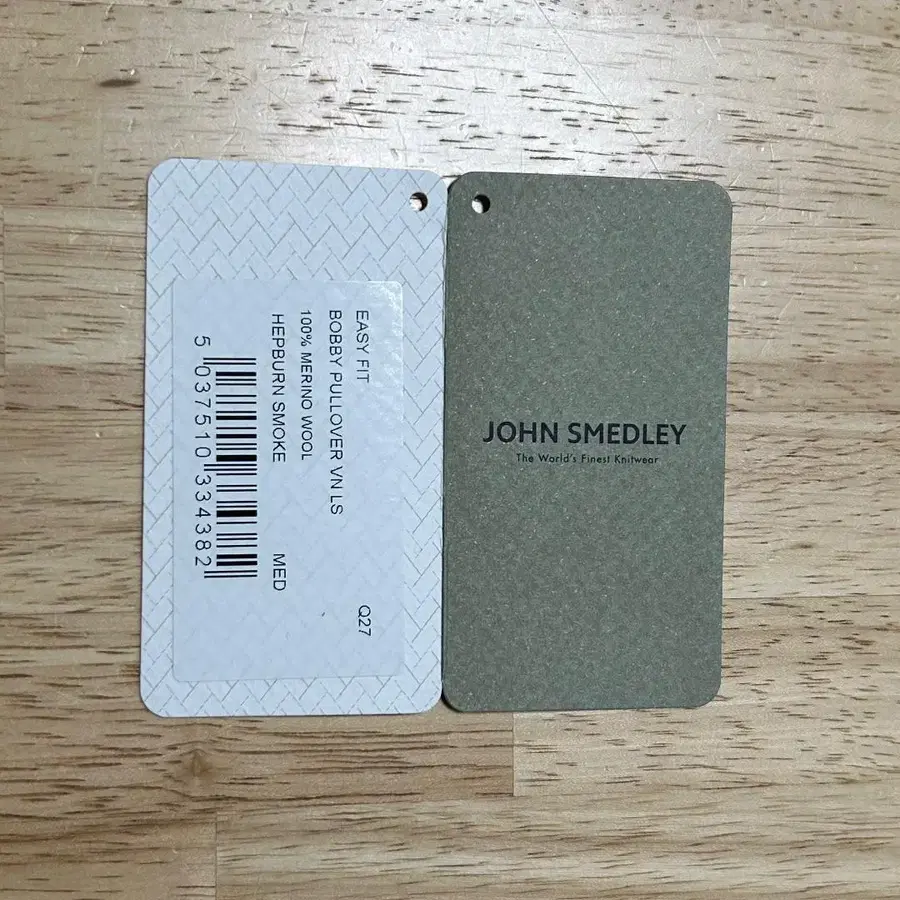 EASY FIT
Q27
BOBBY PULLOVER VN LS
100% MERINO WOOL
HEPBURN SMOKE
MED
5 037510 334382
JOHN SMEDLEY
The World's Finest Knitwear